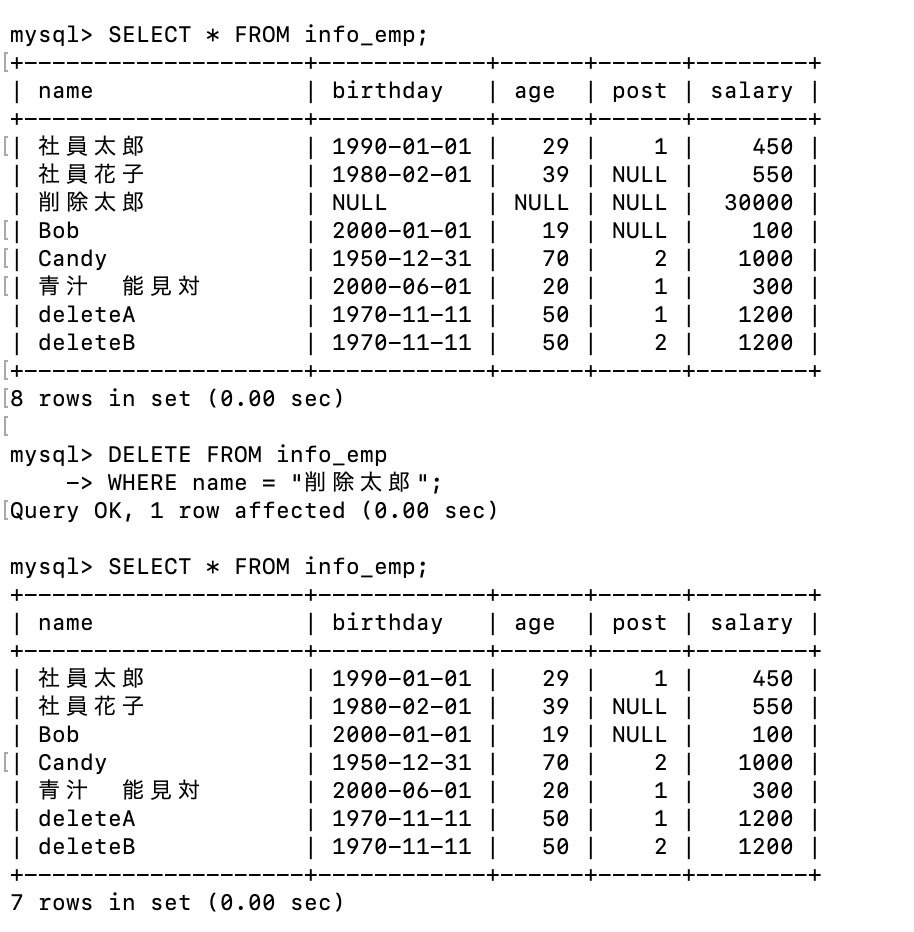 mysql> SELECT * FROM info_emp;
[+---------------------+------------+------+------+--------+
| name                | birthday   | age  | post | salary |
+---------------------+------------+------+------+--------+
[| 社員太郎            | 1990-01-01 |   29 |    1 |    450 |
| 社員花子            | 1980-02-01 |   39 | NULL |    550 |
| 削除太郎            | NULL       | NULL | NULL |  30000 |
[| Bob                 | 2000-01-01 |   19 | NULL |    100 |
[| Candy               | 1950-12-31 |   70 |    2 |   1000 |
[| 青汁　能見対        | 2000-06-01 |   20 |    1 |    300 |
| deleteA             | 1970-11-11 |   50 |    1 |   1200 |
| deleteB             | 1970-11-11 |   50 |    2 |   1200 |
[+---------------------+------------+------+------+--------+
[8 rows in set (0.00 sec)
[
mysql> DELETE FROM info_emp
    -> WHERE name = "削除太郎";
[Query OK, 1 row affected (0.00 sec)
mysql> SELECT * FROM info_emp;
+---------------------+------------+------+------+--------+
| name                | birthday   | age  | post | salary |
+---------------------+------------+------+------+--------+
| 社員太郎            | 1990-01-01 |   29 |    1 |    450 |
| 社員花子            | 1980-02-01 |   39 | NULL |    550 |
| Bob                 | 2000-01-01 |   19 | NULL |    100 |
[| Candy               | 1950-12-31 |   70 |    2 |   1000 |
| 青汁　能見対        | 2000-06-01 |   20 |    1 |    300 |
| deleteA             | 1970-11-11 |   50 |    1 |   1200 |
| deleteB             | 1970-11-11 |   50 |    2 |   1200 |
+---------------------+------------+------+------+--------+
7 rows in set (0.00 sec)